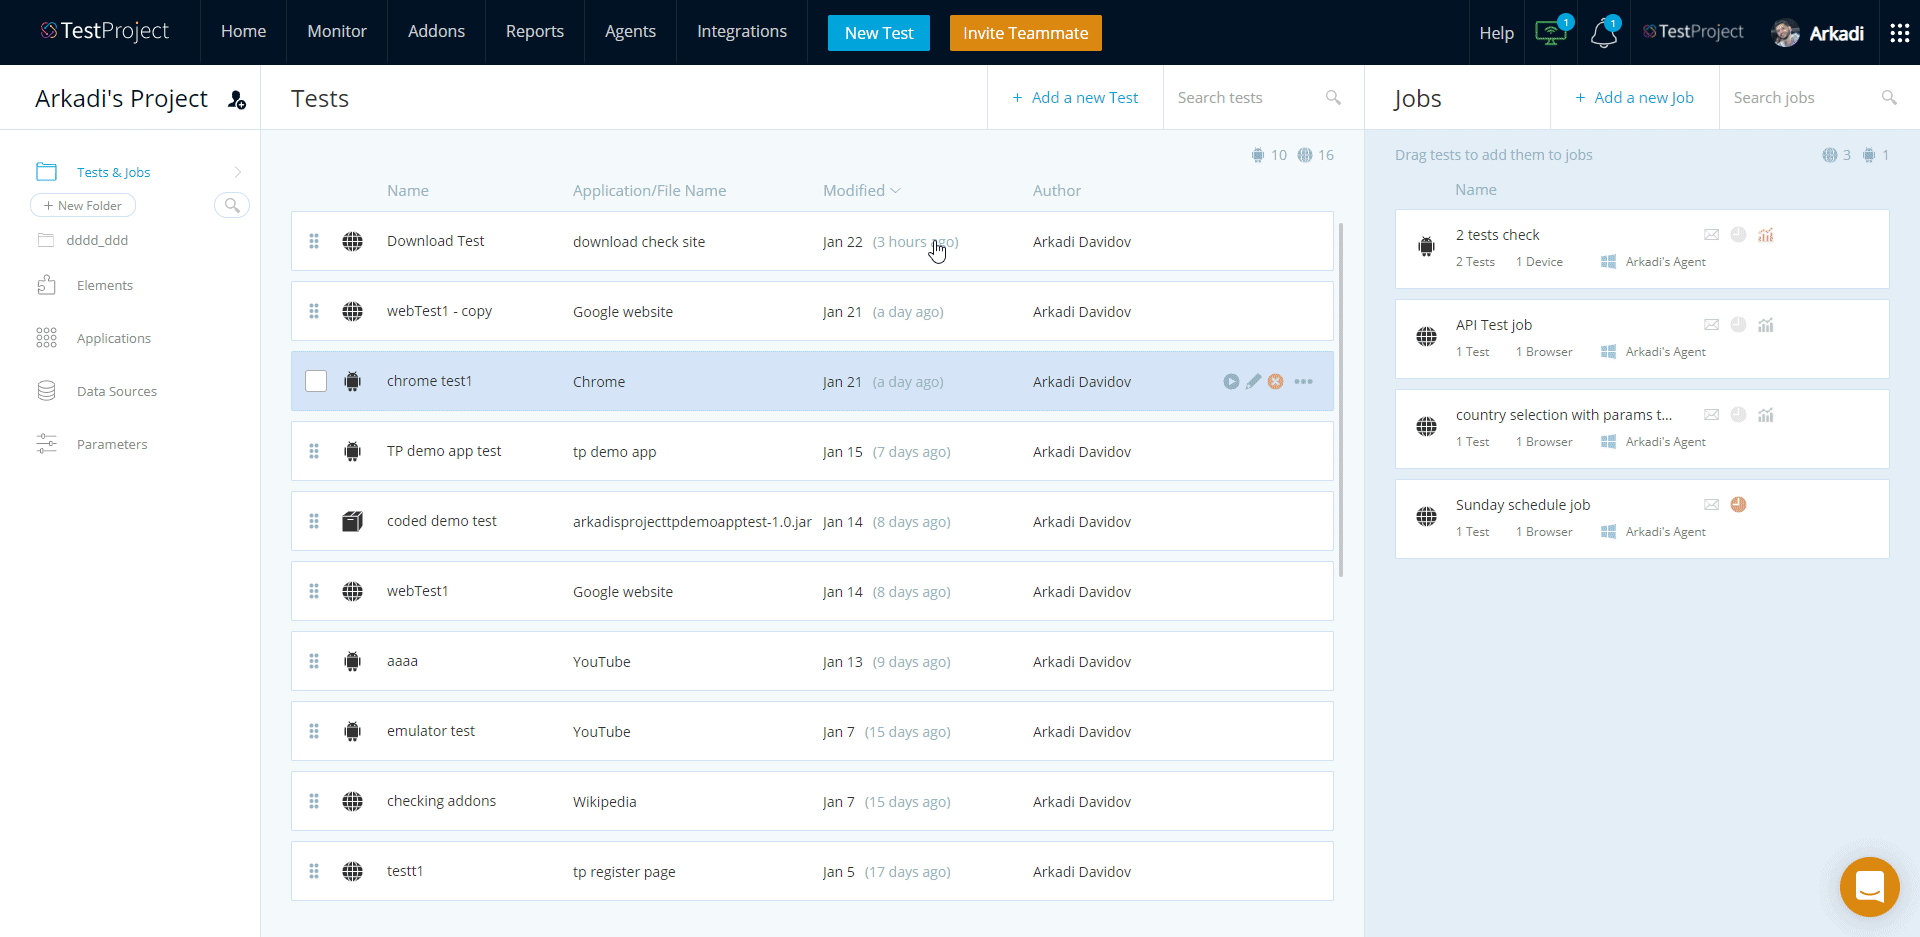 TestProject Home Monitor Addons Reports Agents Integrations New Test Invite Teammate Help 1 1 TestProject Arkadi
Arkadi's Project
Tests & Jobs
+ New Folder
dddd_ddd
Elements
Applications
Data Sources
Parameters
Tests + Add a new Test Search tests
10 16
Name Application/File Name Modified Author
Download Test download check site Jan 22 (3 hours ago) Arkadi Davidov
webTest1 - copy Google website Jan 21 (a day ago) Arkadi Davidov
chrome test1 Chrome Jan 21 (a day ago) Arkadi Davidov
TP demo app test tp demo app Jan 15 (7 days ago) Arkadi Davidov
coded demo test arkadisprojecttpdemoapptest-1.0.jar Jan 14 (8 days ago) Arkadi Davidov
webTest1 Google website Jan 14 (8 days ago) Arkadi Davidov
aaaa YouTube Jan 13 (9 days ago) Arkadi Davidov
emulator test YouTube Jan 7 (15 days ago) Arkadi Davidov
checking addons Wikipedia Jan 7 (15 days ago) Arkadi Davidov
testt1 tp register page Jan 5 (17 days ago) Arkadi Davidov
Jobs + Add a new Job Search jobs
Drag tests to add them to jobs 3 1
Name
2 tests check
2 Tests 1 Device Arkadi's Agent
API Test job
1 Test 1 Browser Arkadi's Agent
country selection with params t...
1 Test 1 Browser Arkadi's Agent
Sunday schedule job
1 Test 1 Browser Arkadi's Agent